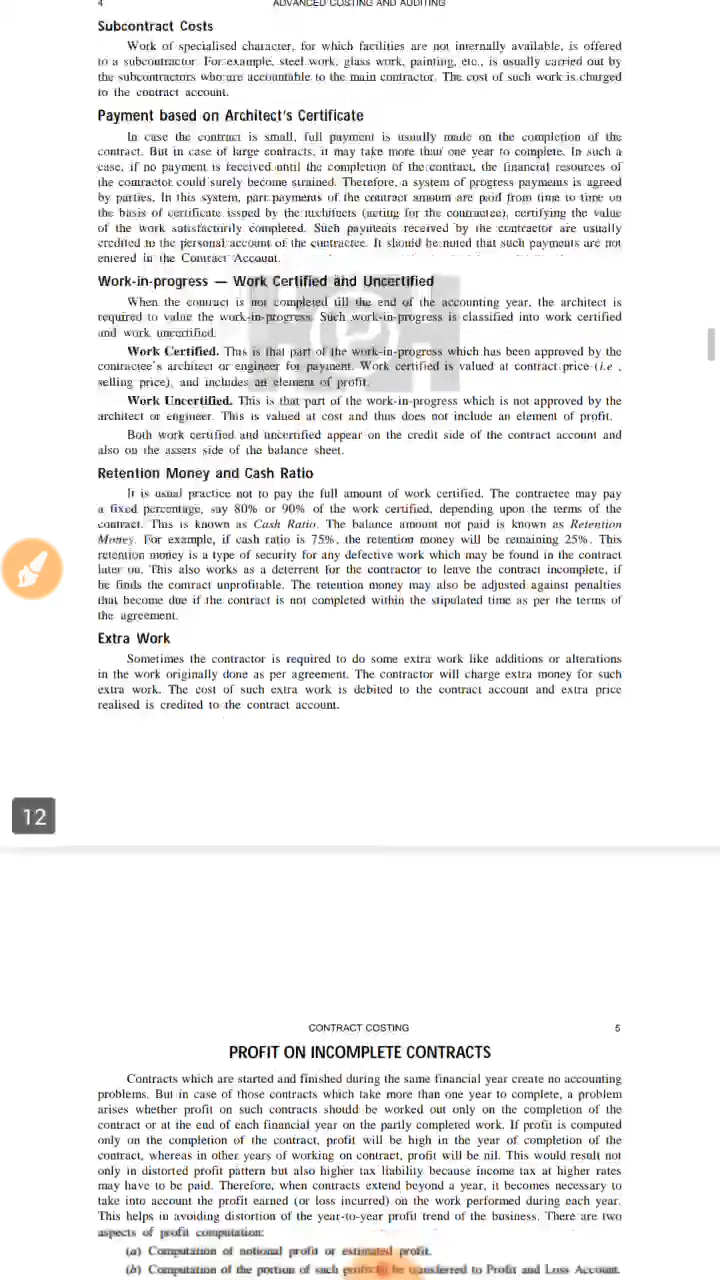 4 ADVANCED COSTING AND AUDITING
Subcontract Costs
Work of specialised character, for which facilities are not internally available, is offered
to a subcontractor. For example, steel work, glass work, painting, etc., is usually carried out by
the subcontractors who are accountable to the main contractor. The cost of such work is charged
to the contract account.
Payment based on Architect's Certificate
In case the contract is small, full payment is usually made on the completion of the
contract. But in case of large contracts, it may take more than one year to complete. In such a
case, if no payment is received until the completion of the contract, the financial resources of
the contractor could surely become strained. Therefore, a system of progress payments is agreed
by parties. In this system, part payments of the contract amount are paid from time to time on
the basis of certificate issued by the architects (acting for the contractee), certifying the value
of the work satisfactorily completed. Such payments received by the contractor are usually
credited to the personal account of the contractee. It should be noted that such payments are not
entered in the Contract Account.
Work-in-progress — Work Certified and Uncertified
When the contract is not completed till the end of the accounting year, the architect is
required to value the work-in-progress. Such work-in-progress is classified into work certified
and work uncertified.
Work Certified. This is that part of the work-in-progress which has been approved by the
contractee's architect or engineer for payment. Work certified is valued at contract price (i.e.,
selling price), and includes an element of profit.
Work Uncertified. This is that part of the work-in-progress which is not approved by the
architect or engineer. This is valued at cost and thus does not include an element of profit.
Both work certified and uncertified appear on the credit side of the contract account and
also on the assets side of the balance sheet.
Retention Money and Cash Ratio
It is usual practice not to pay the full amount of work certified. The contractee may pay
a fixed percentage, say 80% or 90% of the work certified, depending upon the terms of the
contract. This is known as Cash Ratio. The balance amount not paid is known as Retention
Money. For example, if cash ratio is 75%, the retention money will be remaining 25%. This
retention money is a type of security for any defective work which may be found in the contract
later on. This also works as a deterrent for the contractor to leave the contract incomplete, if
he finds the contract unprofitable. The retention money may also be adjusted against penalties
that become due if the contract is not completed within the stipulated time as per the terms of
the agreement.
Extra Work
Sometimes the contractor is required to do some extra work like additions or alterations
in the work originally done as per agreement. The contractor will charge extra money for such
extra work. The cost of such extra work is debited to the contract account and extra price
realised is credited to the contract account.
12
CONTRACT COSTING 5
PROFIT ON INCOMPLETE CONTRACTS
Contracts which are started and finished during the same financial year create no accounting
problems. But in case of those contracts which take more than one year to complete, a problem
arises whether profit on such contracts should be worked out only on the completion of the
contract or at the end of each financial year on the partly completed work. If profit is computed
only on the completion of the contract, profit will be high in the year of completion of the
contract, whereas in other years of working on contract, profit will be nil. This would result not
only in distorted profit pattern but also higher tax liability because income tax at higher rates
may have to be paid. Therefore, when contracts extend beyond a year, it becomes necessary to
take into account the profit earned (or loss incurred) on the work performed during each year.
This helps in avoiding distortion of the year-to-year profit trend of the business. There are two
aspects of profit computation:
(a) Computation of notional profit or estimated profit.
(b) Computation of the portion of such profit to be transferred to Profit and Loss Account.